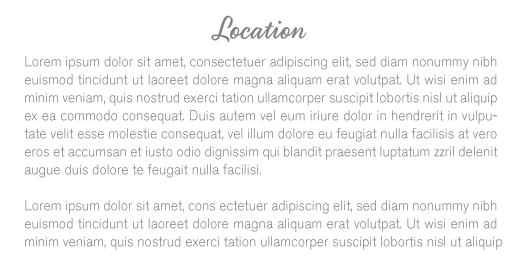 Location
Lorem ipsum dolor sit amet, consectetuer adipiscing elit, sed diam nonummy nibh
euismod tincidunt ut laoreet dolore magna aliquam erat volutpat. Ut wisi enim ad
minim veniam, quis nostrud exerci tation ullamcorper suscipit lobortis nisl ut aliquip
ex ea commodo consequat. Duis autem vel eum iriure dolor in hendrerit in vulpu-
tate velit esse molestie consequat, vel illum dolore eu feugiat nulla facilisis at vero
eros et accumsan et iusto odio dignissim qui blandit praesent luptatum zzril delenit
augue duis dolore te feugait nulla facilisi.
Lorem ipsum dolor sit amet, cons ectetuer adipiscing elit, sed diam nonummy nibh
euismod tincidunt ut laoreet dolore magna aliquam erat volutpat. Ut wisi enim ad
minim veniam, quis nostrud exerci tation ullamcorper suscipit lobortis nisl ut aliquip